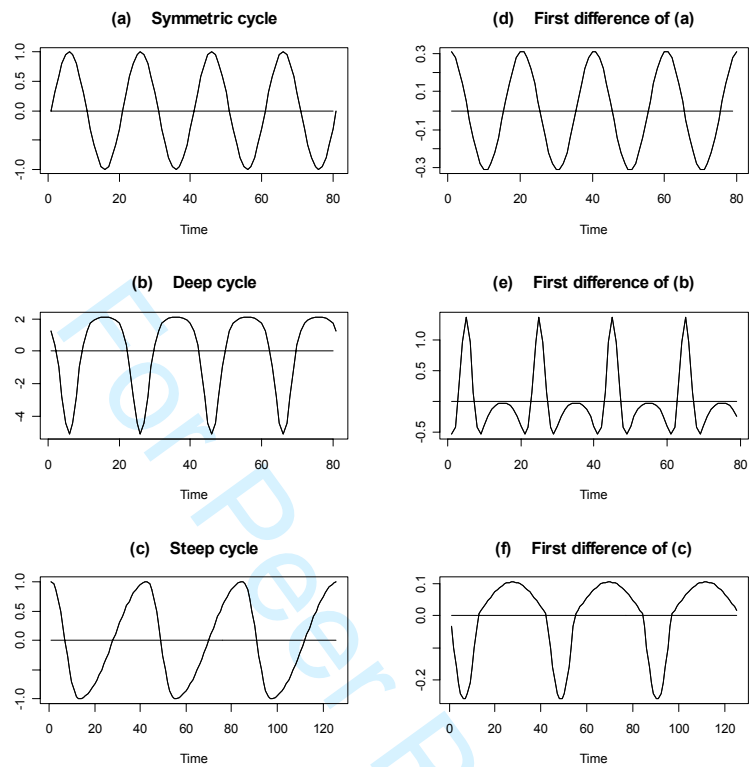 (a) Symmetric cycle
1.0
0.5
0.0
-1.0
0 20 40 60 80
Time
(d) First difference of (a)
0.3
0.1
-0.1
-0.3
0 20 40 60 80
Time
(b) Deep cycle
2
0
-2
-4
0 20 40 60 80
Time
(e) First difference of (b)
1.0
0.5
-0.5
0 20 40 60 80
Time
(c) Steep cycle
1.0
0.5
0.0
-1.0
0 20 40 60 80 100 120
Time
(f) First difference of (c)
0.1
0.0
-0.2
0 20 40 60 80 100 120
Time
For Peer